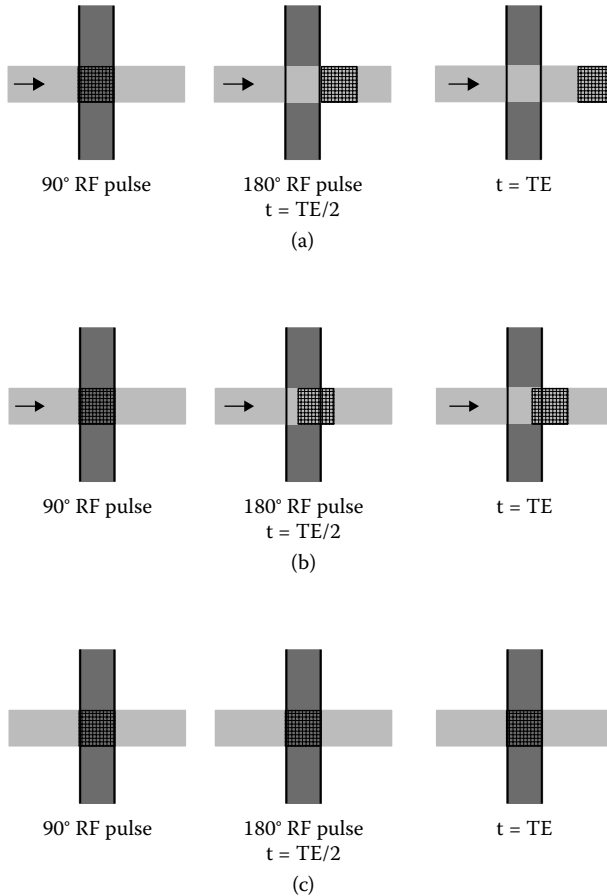 90° RF pulse
180° RF pulse
t = TE/2
t = TE
(a)
90° RF pulse
180° RF pulse
t = TE/2
t = TE
(b)
90° RF pulse
180° RF pulse
t = TE/2
t = TE
(c)